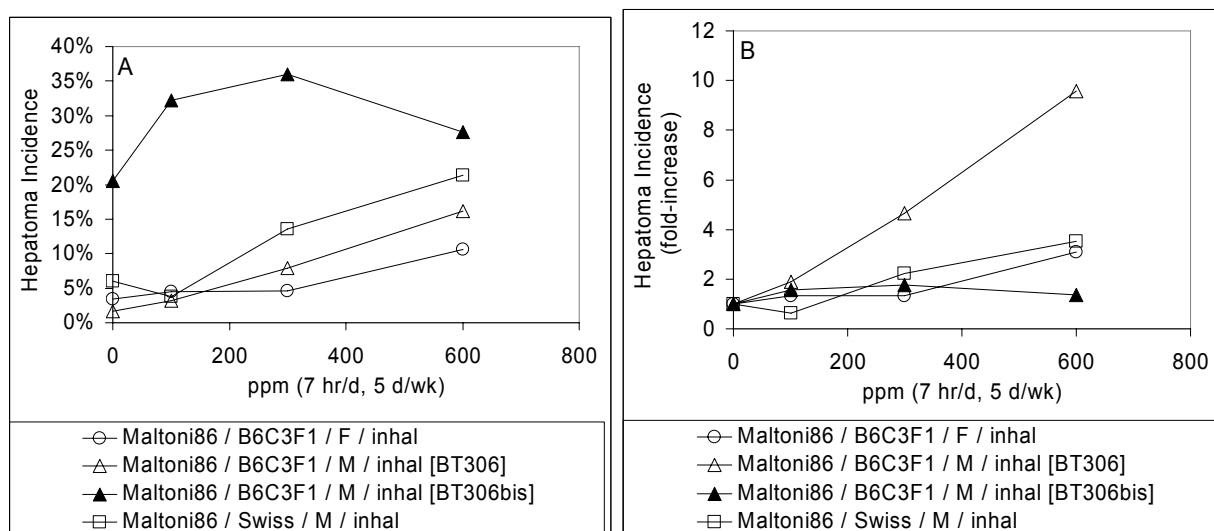 A
40%
35%
30%
25%
20%
15%
10%
5%
0%
Hepatoma Incidence
0
200
400
600
800
ppm (7 hr/d, 5 d/wk)
Maltoni86 / B6C3F1 / F / inhal
Maltoni86 / B6C3F1 / M / inhal [BT306]
Maltoni86 / B6C3F1 / M / inhal [BT306bis]
Maltoni86 / Swiss / M / inhal
B
12
10
8
6
4
2
0
Hepatoma Incidence
(fold-increase)
0
200
400
600
800
ppm (7 hr/d, 5 d/wk)
Maltoni86 / B6C3F1 / F / inhal
Maltoni86 / B6C3F1 / M / inhal [BT306]
Maltoni86 / B6C3F1 / M / inhal [BT306bis]
Maltoni86 / Swiss / M / inhal